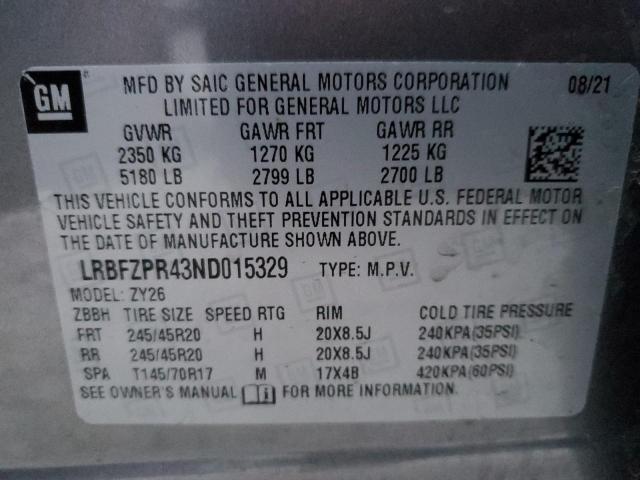 GM
MFD BY SAIC GENERAL MOTORS CORPORATION 08/21
LIMITED FOR GENERAL MOTORS LLC
GVWR GAWR FRT GAWR RR
2350 KG 1270 KG 1225 KG
5180 LB 2799 LB 2700 LB
THIS VEHICLE CONFORMS TO ALL APPLICABLE U.S. FEDERAL MOTOR
VEHICLE SAFETY AND THEFT PREVENTION STANDARDS IN EFFECT ON
THE DATE OF MANUFACTURE SHOWN ABOVE.
LRBFZPR43ND015329 TYPE: M.P.V.
MODEL: ZY26
ZBBH TIRE SIZE SPEED RTG RIM COLD TIRE PRESSURE
FRT 245/45R20 H 20X8.5J 240KPA(35PSI)
RR 245/45R20 H 20X8.5J 240KPA(35PSI)
SPA T145/70R17 M 17X4B 420KPA(60PSI)
SEE OWNER'S MANUAL FOR MORE INFORMATION.